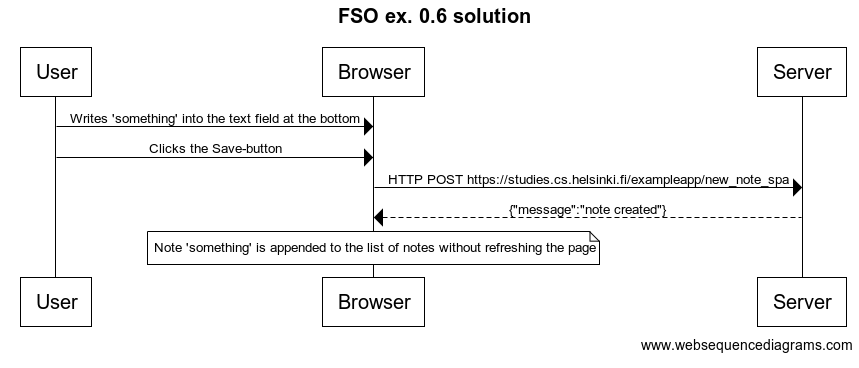 FSO ex. 0.6 solution
User
Browser
Server
Writes 'something' into the text field at the bottom
Clicks the Save-button
HTTP POST https://studies.cs.helsinki.fi/exampleapp/new_note_spa
{"message":"note created"}
Note 'something' is appended to the list of notes without refreshing the page
User
Browser
Server
www.websequencediagrams.com